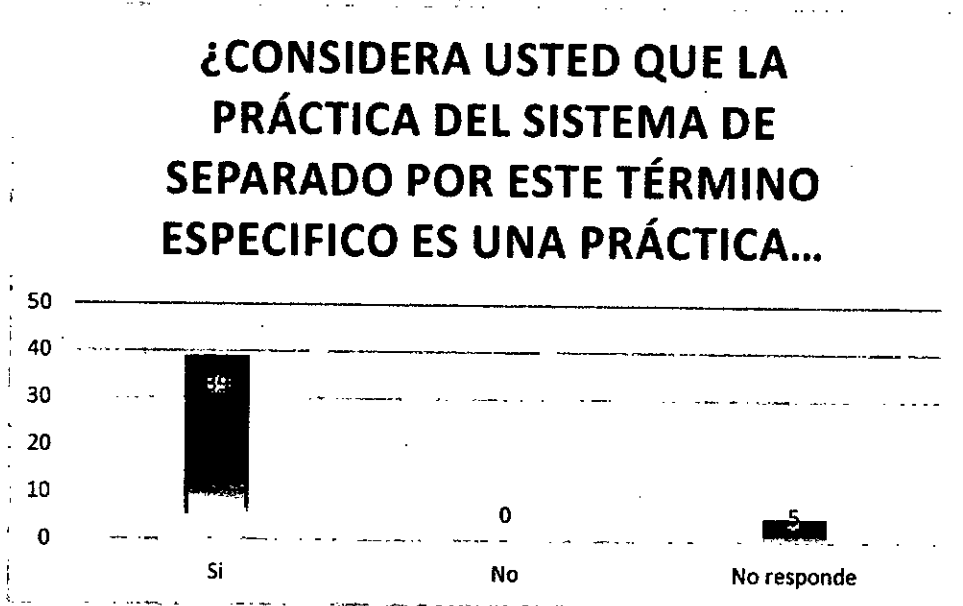 ¿CONSIDERA USTED QUE LA
PRÁCTICA DEL SISTEMA DE
SEPARADO POR ESTE TÉRMINO
ESPECIFICO ES UNA PRÁCTICA...
50
40
39
30
20
10
0
0
5
Si
No
No responde